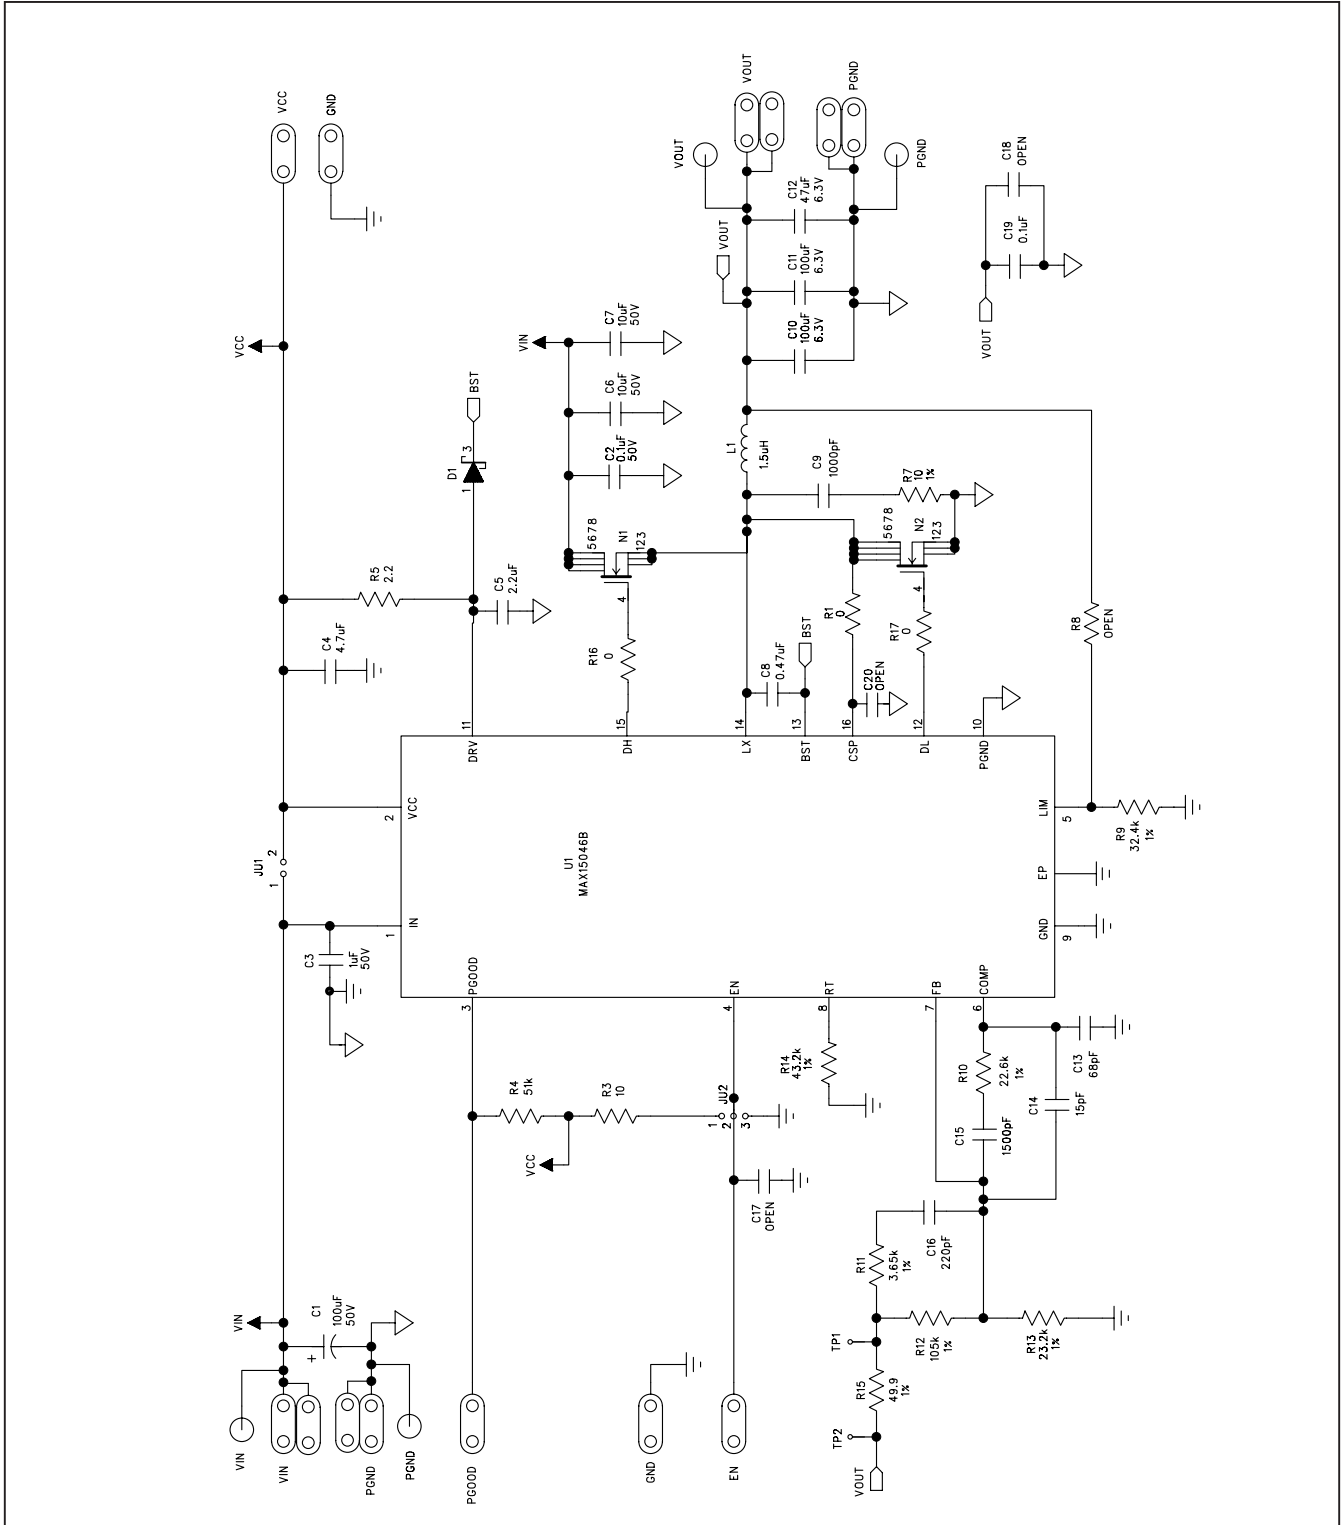 VIN
VIN
PGND
PGND
VIN
C1
+
100uF
50V
PGOOD
GND
EN
VOUT
TP2
R15
49.9
1%
TP1
R12
105k
1%
R13
23.2k
1%
R11
3.65k
1%
C16
220pF
C15
1500pF
R10
22.6k
1%
C14
15pF
C13
68pF
C17
OPEN
JU2
1
2
3
R3
10
R4
51k
VCC
R14
43.2k
1%
C3
1uF
50V
JU1
1
2
U1
MAX15046B
1
IN
2
VCC
3
PGOOD
4
EN
8
RT
7
FB
6
COMP
9
GND
EP
5
LIM
11
DRV
15
DH
14
LX
13
BST
16
CSP
12
DL
10
PGND
R9
32.4k
1%
R8
OPEN
C4
4.7uF
R5
2.2
C5
2.2uF
D1
1
3
BST
VCC
VCC
GND
R16
0
4
N1
5678
123
C2
0.1uF
50V
C6
10uF
50V
C7
10uF
50V
VIN
C8
0.47uF
BST
R1
0
C20
OPEN
R17
0
4
N2
5678
123
L1
1.5uH
C9
1000pF
R7
10
1%
C10
100uF
6.3V
C11
100uF
6.3V
C12
47uF
6.3V
VOUT
VOUT
VOUT
PGND
PGND
VOUT
C19
0.1uF
C18
OPEN